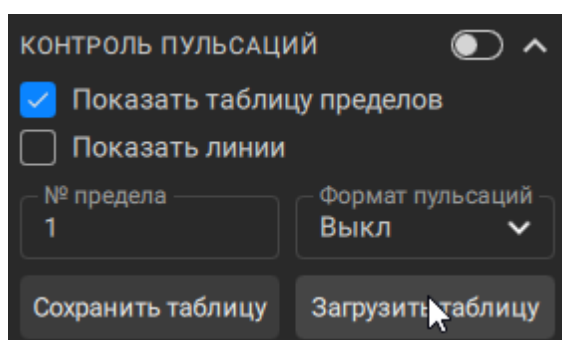 КОНТРОЛЬ ПУЛЬСАЦИЙ
Показать таблицу пределов
Показать линии
№ предела
Формат пульсаций
1
Выкл
Сохранить таблицу
Загрузить таблицу